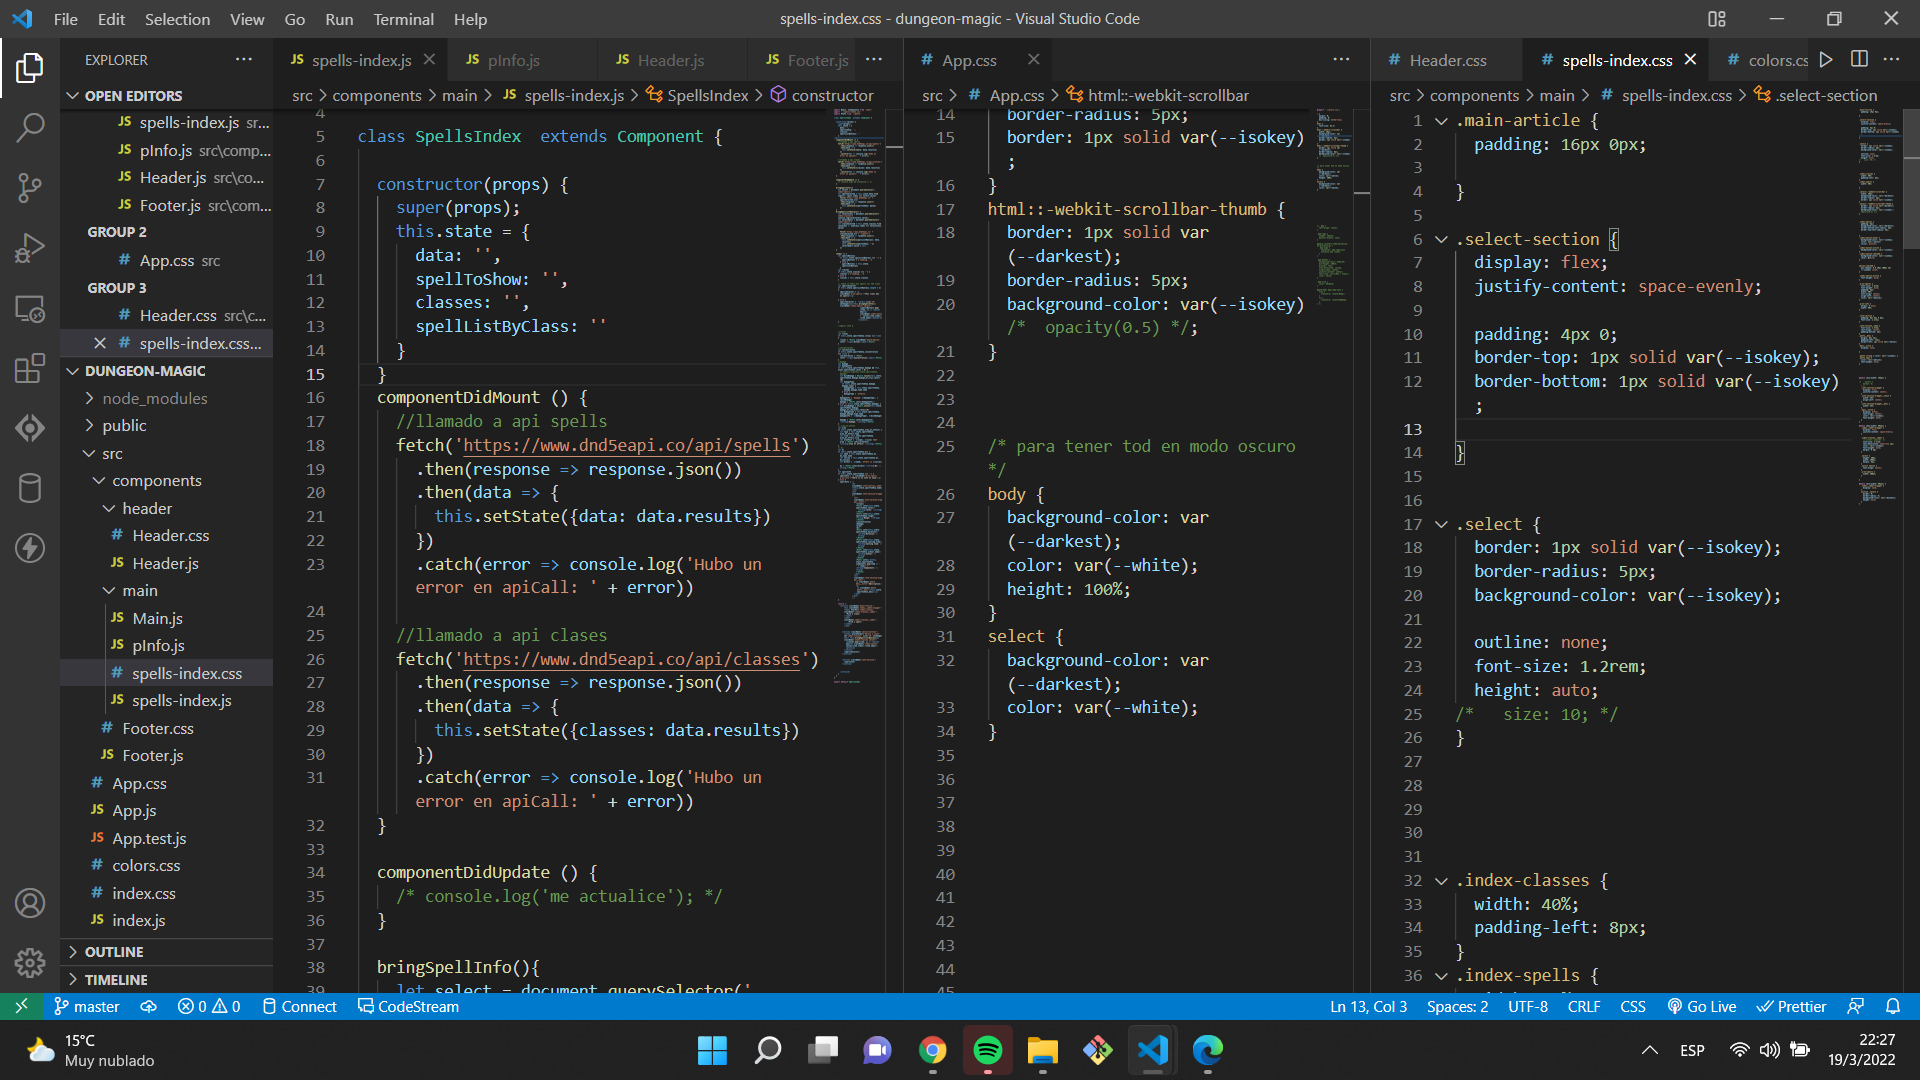 File Edit Selection View Go Run Terminal Help
spells-index.css - dungeon-magic - Visual Studio Code
EXPLORER
OPEN EDITORS
JS spells-index.js sr...
JS pInfo.js src\comp...
JS Header.js src\co...
JS Footer.js src\com...
GROUP 2
# App.css src
GROUP 3
# Header.css src\c...
# spells-index.css...
DUNGEON-MAGIC
node_modules
public
src
components
header
# Header.css
JS Header.js
main
JS Main.js
JS pInfo.js
# spells-index.css
JS spells-index.js
# Footer.css
JS Footer.js
# App.css
JS App.js
JS App.test.js
# colors.css
# index.css
JS index.js
OUTLINE
TIMELINE
JS spells-index.js JS pInfo.js JS Header.js JS Footer.js
src > components > main > JS spells-index.js > SpellsIndex > constructor
4
5 class SpellsIndex  extends Component {
6
7 constructor(props) {
8 super(props);
9 this.state = {
10 data: '',
11 spellToShow: '',
12 classes: '',
13 spellListByClass: ''
14 }
15 }
16 componentDidMount () {
17 //llamado a api spells
18 fetch('https://www.dnd5eapi.co/api/spells')
19 .then(response => response.json())
20 .then(data => {
21 this.setState({data: data.results})
22 })
23 .catch(error => console.log('Hubo un
error en apiCall: ' + error))
24
25 //llamado a api clases
26 fetch('https://www.dnd5eapi.co/api/classes')
27 .then(response => response.json())
28 .then(data => {
29 this.setState({classes: data.results})
30 })
31 .catch(error => console.log('Hubo un
error en apiCall: ' + error))
32 }
33
34 componentDidUpdate () {
35 /* console.log('me actualice'); */
36 }
37
38 bringSpellInfo(){
39 let select = document.querySelector('
# App.css
src > # App.css > html::-webkit-scrollbar
14 border-radius: 5px;
15 border: 1px solid var(--isokey)
;
16 }
17 html::-webkit-scrollbar-thumb {
18 border: 1px solid var
(--darkest);
19 border-radius: 5px;
20 background-color: var(--isokey)
/*  opacity(0.5) */;
21 }
22
23
24
25 /* para tener tod en modo oscuro
*/
26 body {
27 background-color: var
(--darkest);
28 color: var(--white);
29 height: 100%;
30 }
31 select {
32 background-color: var
(--darkest);
33 color: var(--white);
34 }
35
36
37
38
39
40
41
42
43
44
45
# Header.css # spells-index.css # colors.cs
src > components > main > # spells-index.css > .select-section
1 .main-article {
2 padding: 16px 0px;
3
4 }
5
6 .select-section {
7 display: flex;
8 justify-content: space-evenly;
9
10 padding: 4px 0;
11 border-top: 1px solid var(--isokey);
12 border-bottom: 1px solid var(--isokey)
;
13
14 }
15
16
17 .select {
18 border: 1px solid var(--isokey);
19 border-radius: 5px;
20 background-color: var(--isokey);
21
22 outline: none;
23 font-size: 1.2rem;
24 height: auto;
25 /*   size: 10; */
26 }
27
28
29
30
31
32 .index-classes {
33 width: 40%;
34 padding-left: 8px;
35 }
36 .index-spells {
master 0 0 Connect CodeStream
Ln 13, Col 3 Spaces: 2 UTF-8 CRLF CSS Go Live Prettier
15°C
Muy nublado
ESP
22:27
19/3/2022